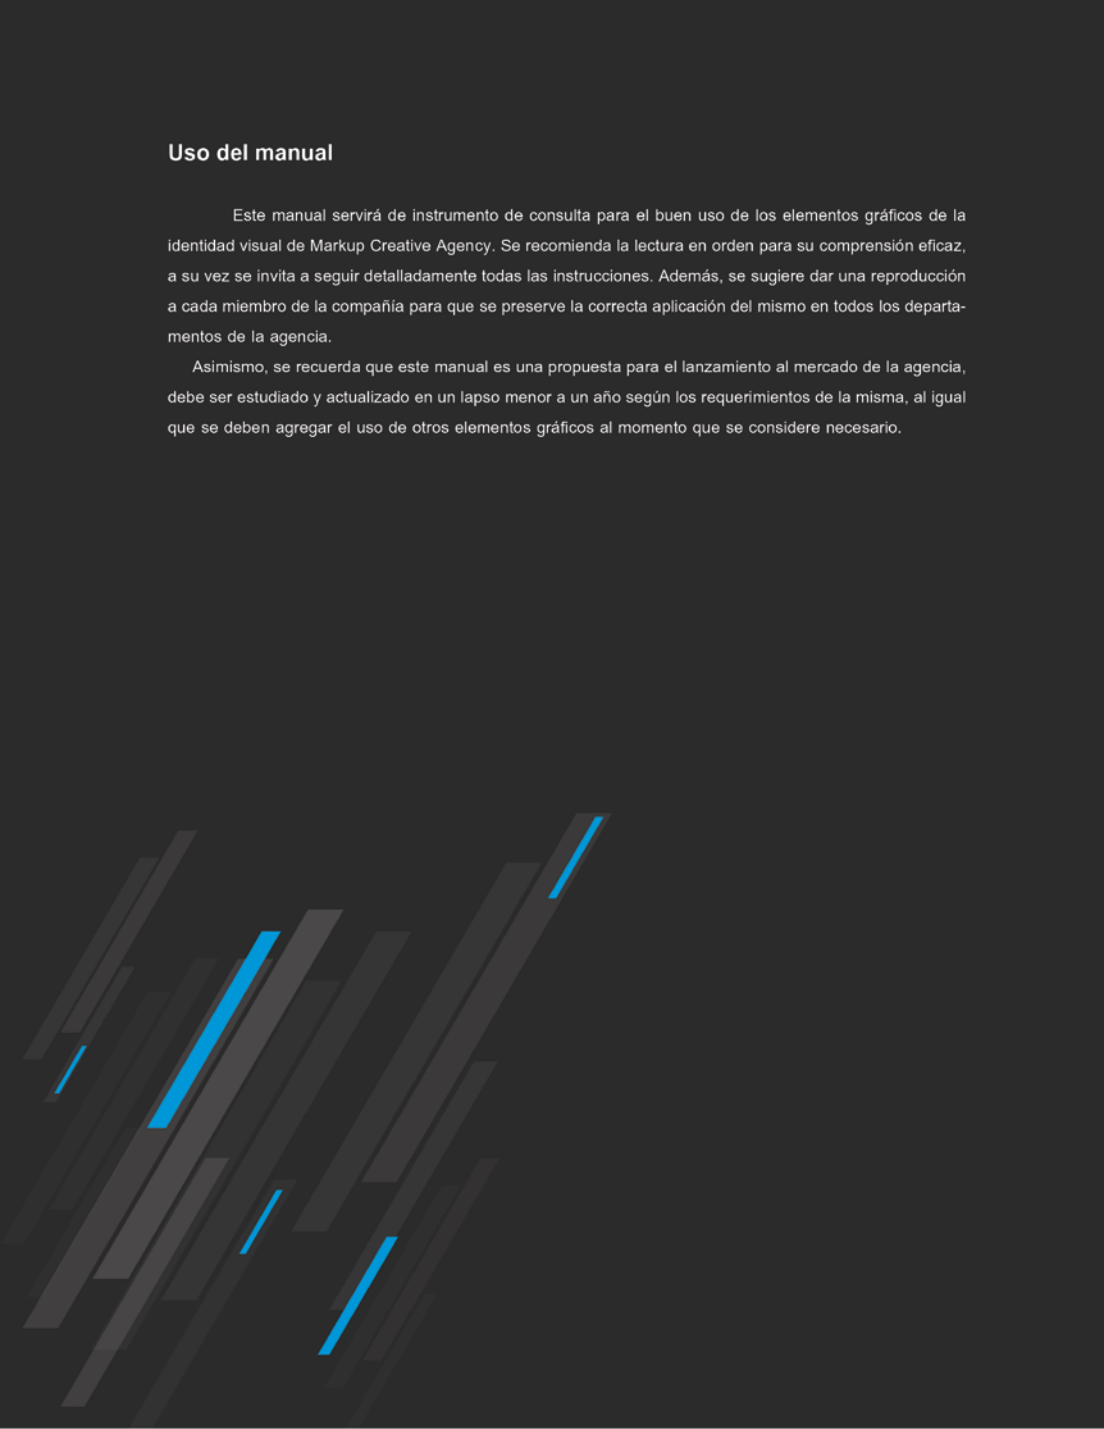 Uso del manual
Este manual servirá de instrumento de consulta para el buen uso de los elementos gráficos de la
identidad visual de Markup Creative Agency. Se recomienda la lectura en orden para su comprensión eficaz,
a su vez se invita a seguir detalladamente todas las instrucciones. Además, se sugiere dar una reproducción
a cada miembro de la compañía para que se preserve la correcta aplicación del mismo en todos los departa-
mentos de la agencia.
Asimismo, se recuerda que este manual es una propuesta para el lanzamiento al mercado de la agencia,
debe ser estudiado y actualizado en un lapso menor a un año según los requerimientos de la misma, al igual
que se deben agregar el uso de otros elementos gráficos al momento que se considere necesario.